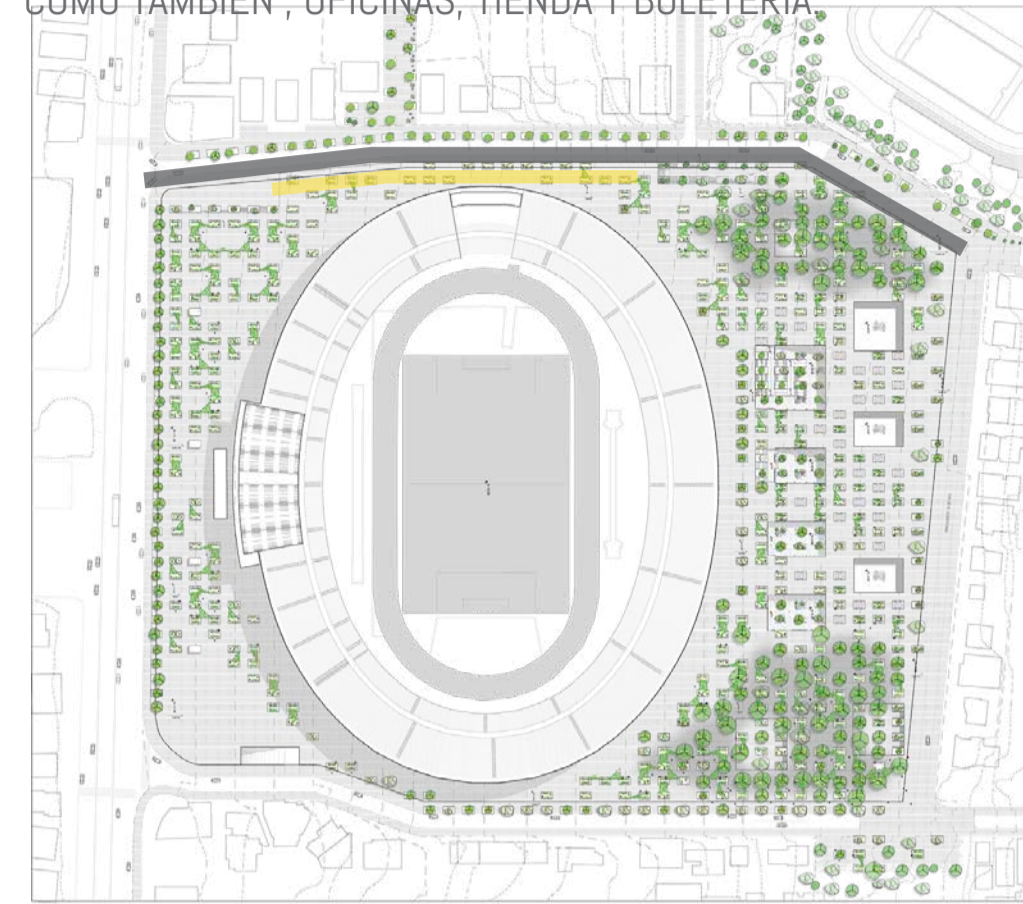 COMO TAMBIEN , OFICINAS, TIENDA Y BOLETERIA.